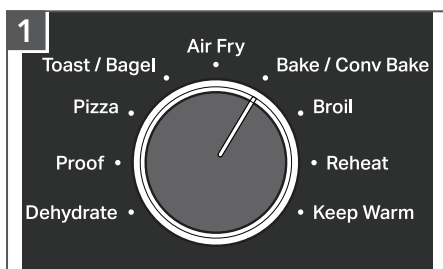 1
Air Fry
Toast / Bagel
Bake / Conv Bake
Pizza
Broil
Proof
Reheat
Dehydrate
Keep Warm